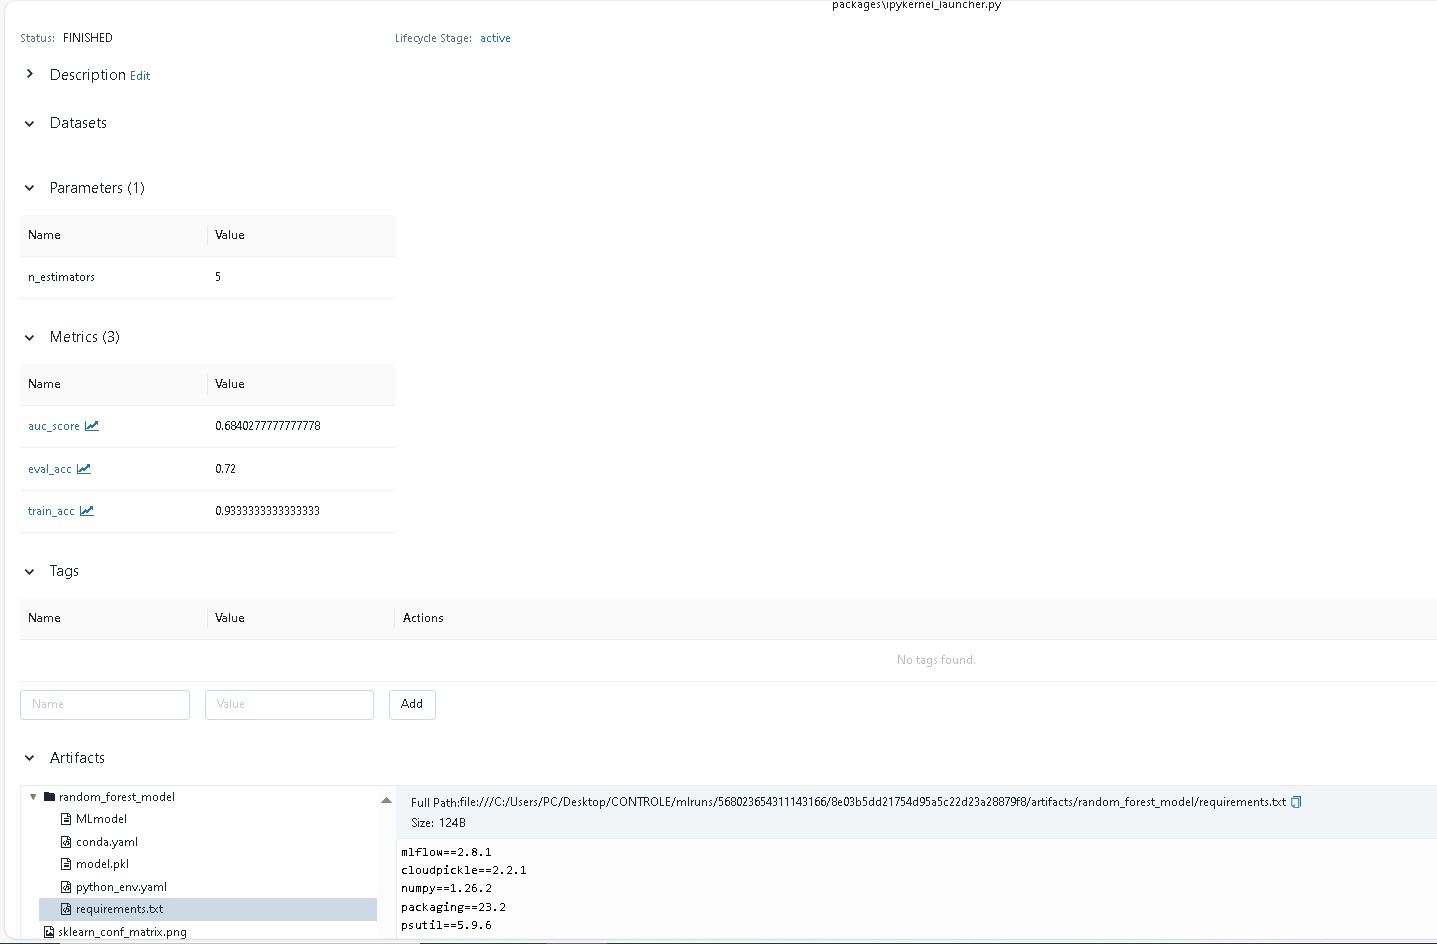 packages\ipykernel_launcher.py
Status: FINISHED
Lifecycle Stage: active
Description Edit
Datasets
Parameters (1)
Name Value
n_estimators 5
Metrics (3)
Name Value
auc_score 0.6840277777777778
eval_acc 0.72
train_acc 0.9333333333333333
Tags
Name Value Actions
No tags found.
Name Value Add
Artifacts
random_forest_model
MLmodel
conda.yaml
model.pkl
python_env.yaml
requirements.txt
sklearn_conf_matrix.png
Full Path:file:///C:/Users/PC/Desktop/CONTROLE/mlruns/568023654311143166/8e03b5dd21754d95a5c22d23a28879f8/artifacts/random_forest_model/requirements.txt
Size: 124B
mlflow==2.8.1
cloudpickle==2.2.1
numpy==1.26.2
packaging==23.2
psutil==5.9.6